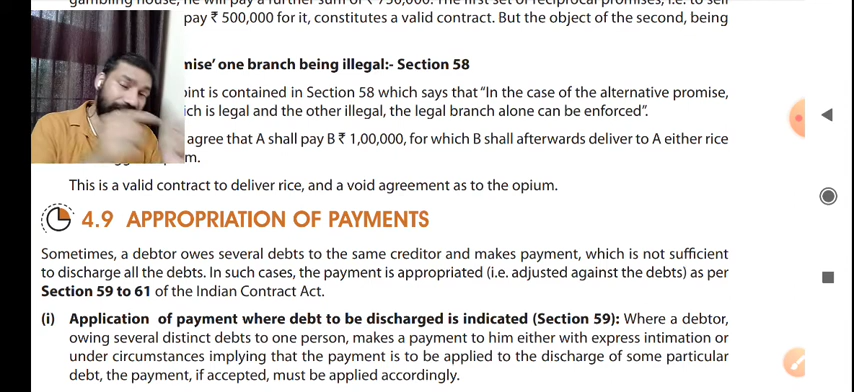 pay ₹ 500,000 for it, constitutes a valid contract. But the object of the second, being
mise' one branch being illegal:- Section 58
int is contained in Section 58 which says that "In the case of the alternative promise,
ich is legal and the other illegal, the legal branch alone can be enforced".
agree that A shall pay B ₹ 1,00,000, for which B shall afterwards deliver to A either rice
m.
This is a valid contract to deliver rice, and a void agreement as to the opium.
4.9 APPROPRIATION OF PAYMENTS
Sometimes, a debtor owes several debts to the same creditor and makes payment, which is not sufficient
to discharge all the debts. In such cases, the payment is appropriated (i.e. adjusted against the debts) as per
Section 59 to 61 of the Indian Contract Act.
(i) Application of payment where debt to be discharged is indicated (Section 59): Where a debtor,
owing several distinct debts to one person, makes a payment to him either with express intimation or
under circumstances implying that the payment is to be applied to the discharge of some particular
debt, the payment, if accepted, must be applied accordingly.